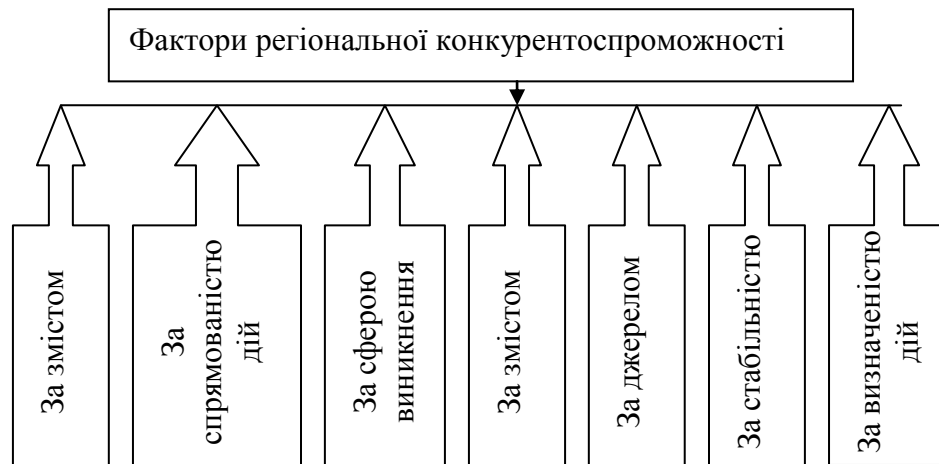 Фактори регіональної конкурентоспроможності
За змістом
За
спрямованістю
дій
За сферою
виникнення
За змістом
За джерелом
За стабільністю
За визначеністю
дій